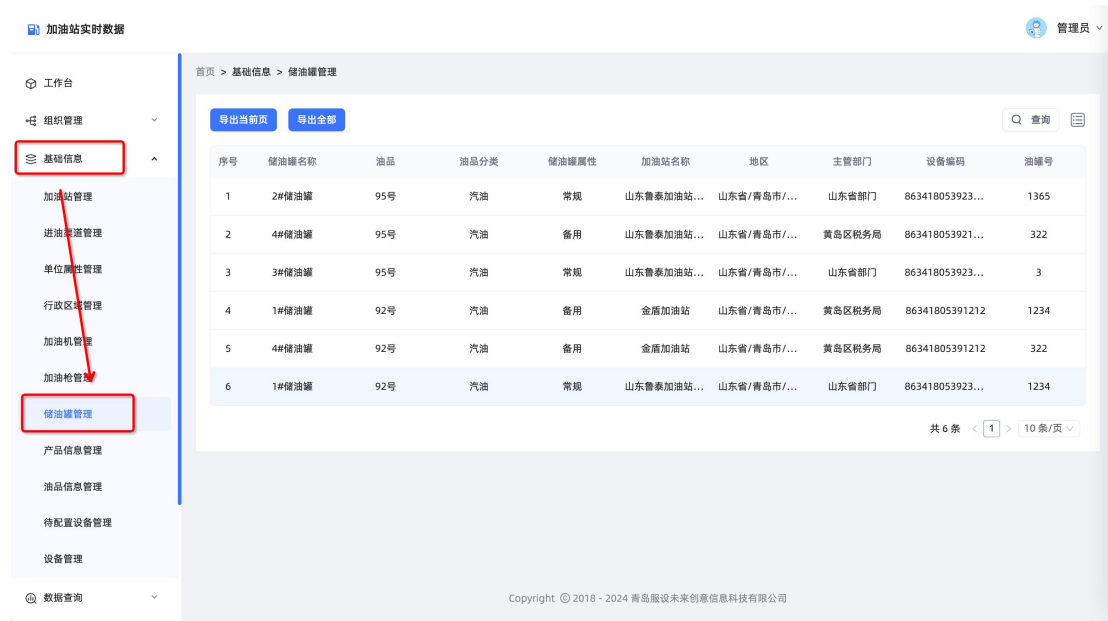 加油站实时数据
管理员
工作台
组织管理
基础信息
加油站管理
进油渠道管理
单位属性管理
行政区域管理
加油机管理
加油枪管理
储油罐管理
产品信息管理
油品信息管理
待配置设备管理
设备管理
数据查询
首页 > 基础信息 > 储油罐管理
导出当前页 导出全部 查询
序号 储油罐名称 油品 油品分类 储油罐属性 加油站名称 地区 主管部门 设备编码 油罐号
1 2#储油罐 95号 汽油 常规 山东鲁泰加油站... 山东省/青岛市/... 山东省部门 863418053923... 1365
2 4#储油罐 95号 汽油 备用 山东鲁泰加油站... 山东省/青岛市/... 黄岛区税务局 863418053921... 322
3 3#储油罐 95号 汽油 常规 山东鲁泰加油站... 山东省/青岛市/... 山东省部门 863418053923... 3
4 1#储油罐 92号 汽油 备用 金盾加油站 山东省/青岛市/... 黄岛区税务局 86341805391212 1234
5 4#储油罐 92号 汽油 备用 金盾加油站 山东省/青岛市/... 黄岛区税务局 86341805391212 322
6 1#储油罐 92号 汽油 常规 山东鲁泰加油站... 山东省/青岛市/... 山东省部门 863418053923... 1234
共 6 条 < 1 > 10 条/页
Copyright © 2018 - 2024 青岛服设未来创意信息科技有限公司